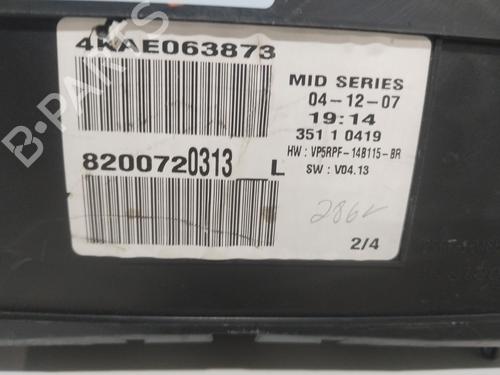 4KAE063873
8200720313 L
MID SERIES
04-12-07
19:14
351 1 0419
HW : VP5RPF-14B115-BR
SW : V04.13
286
2/4
B-PARTS